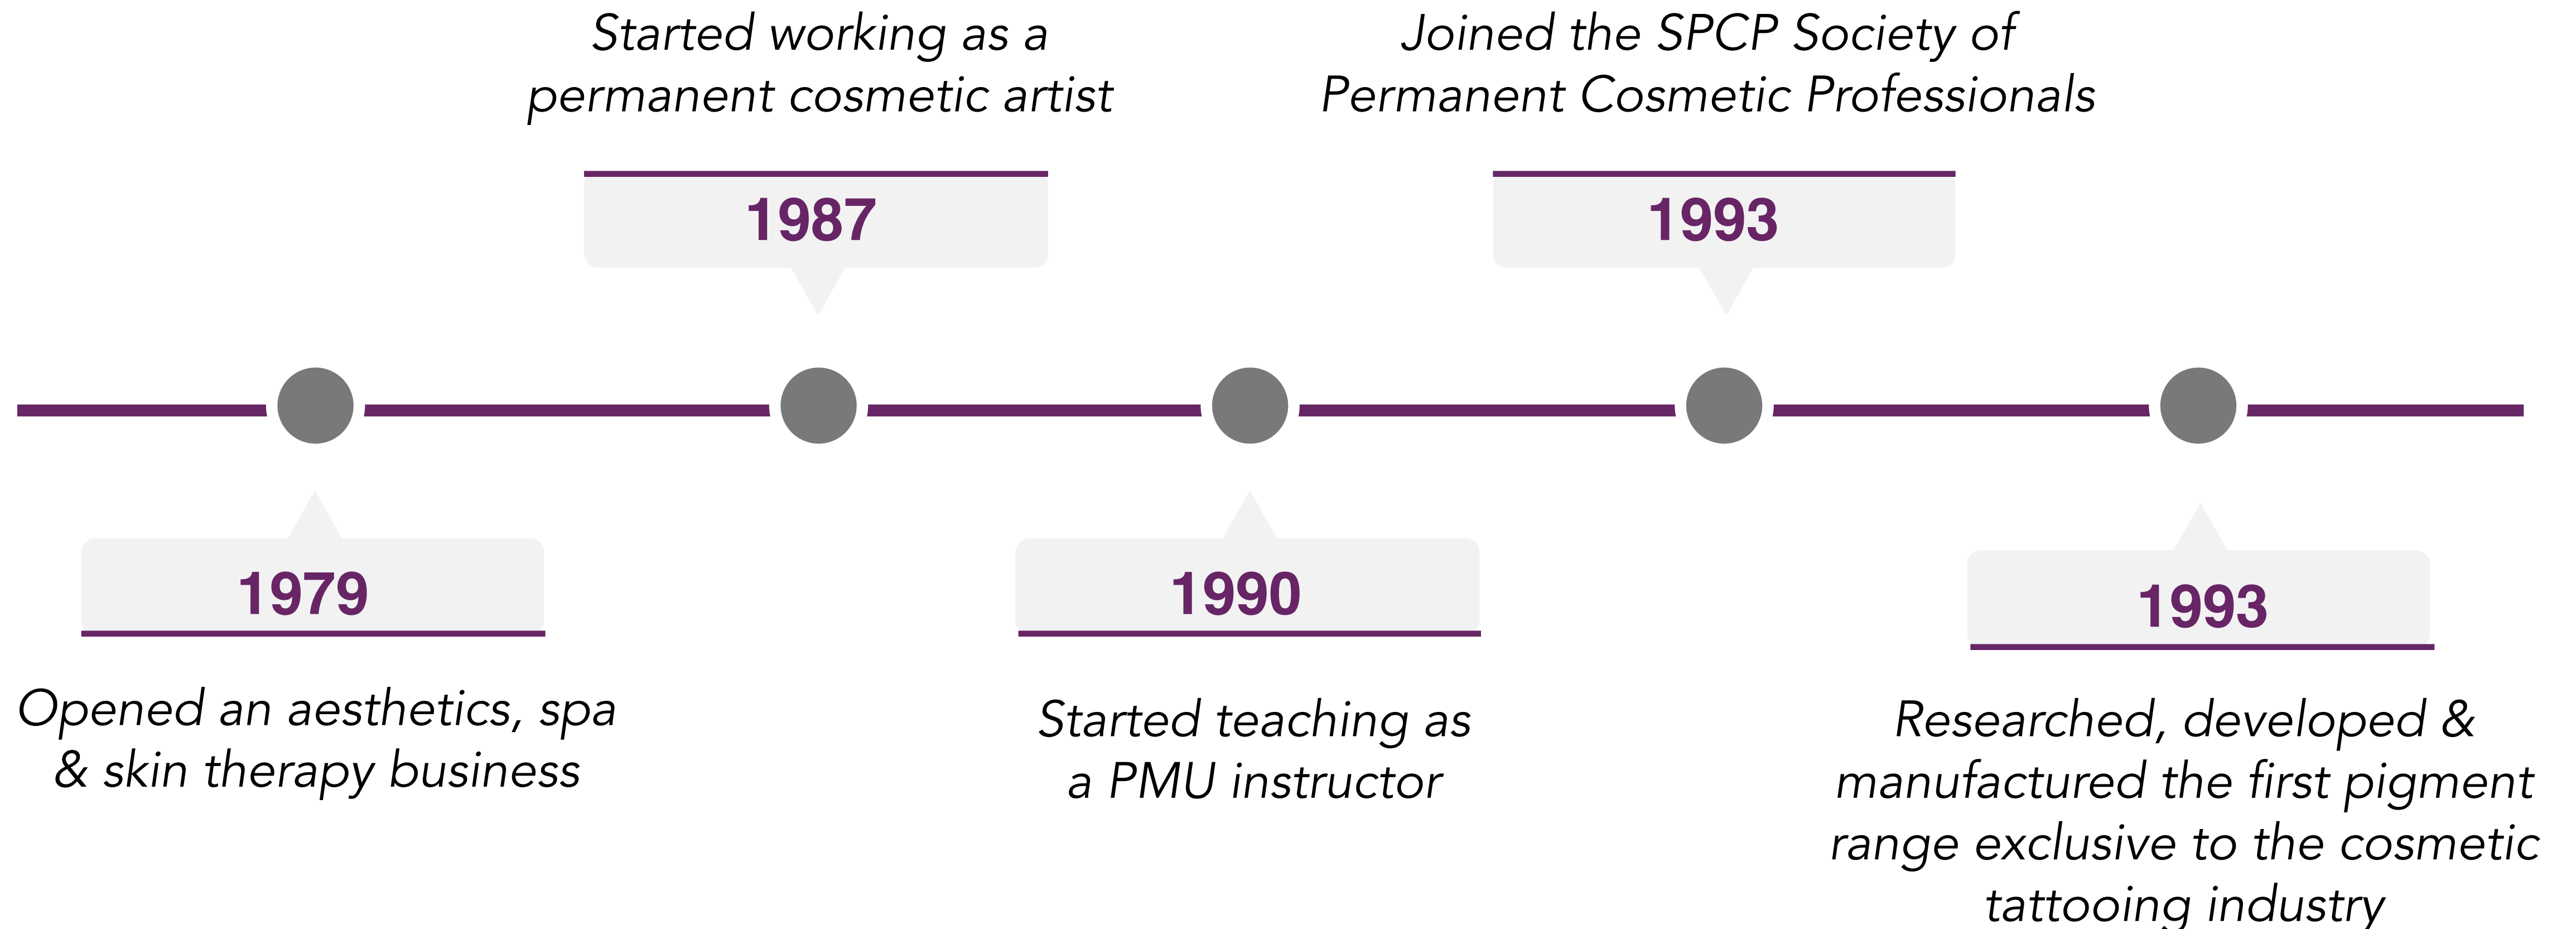 Started working as a
permanent cosmetic artist
1987
Joined the SPCP Society of
Permanent Cosmetic Professionals
1993
1979
Opened an aesthetics, spa
& skin therapy business
1990
Started teaching as
a PMU instructor
1993
Researched, developed &
manufactured the first pigment
range exclusive to the cosmetic
tattooing industry